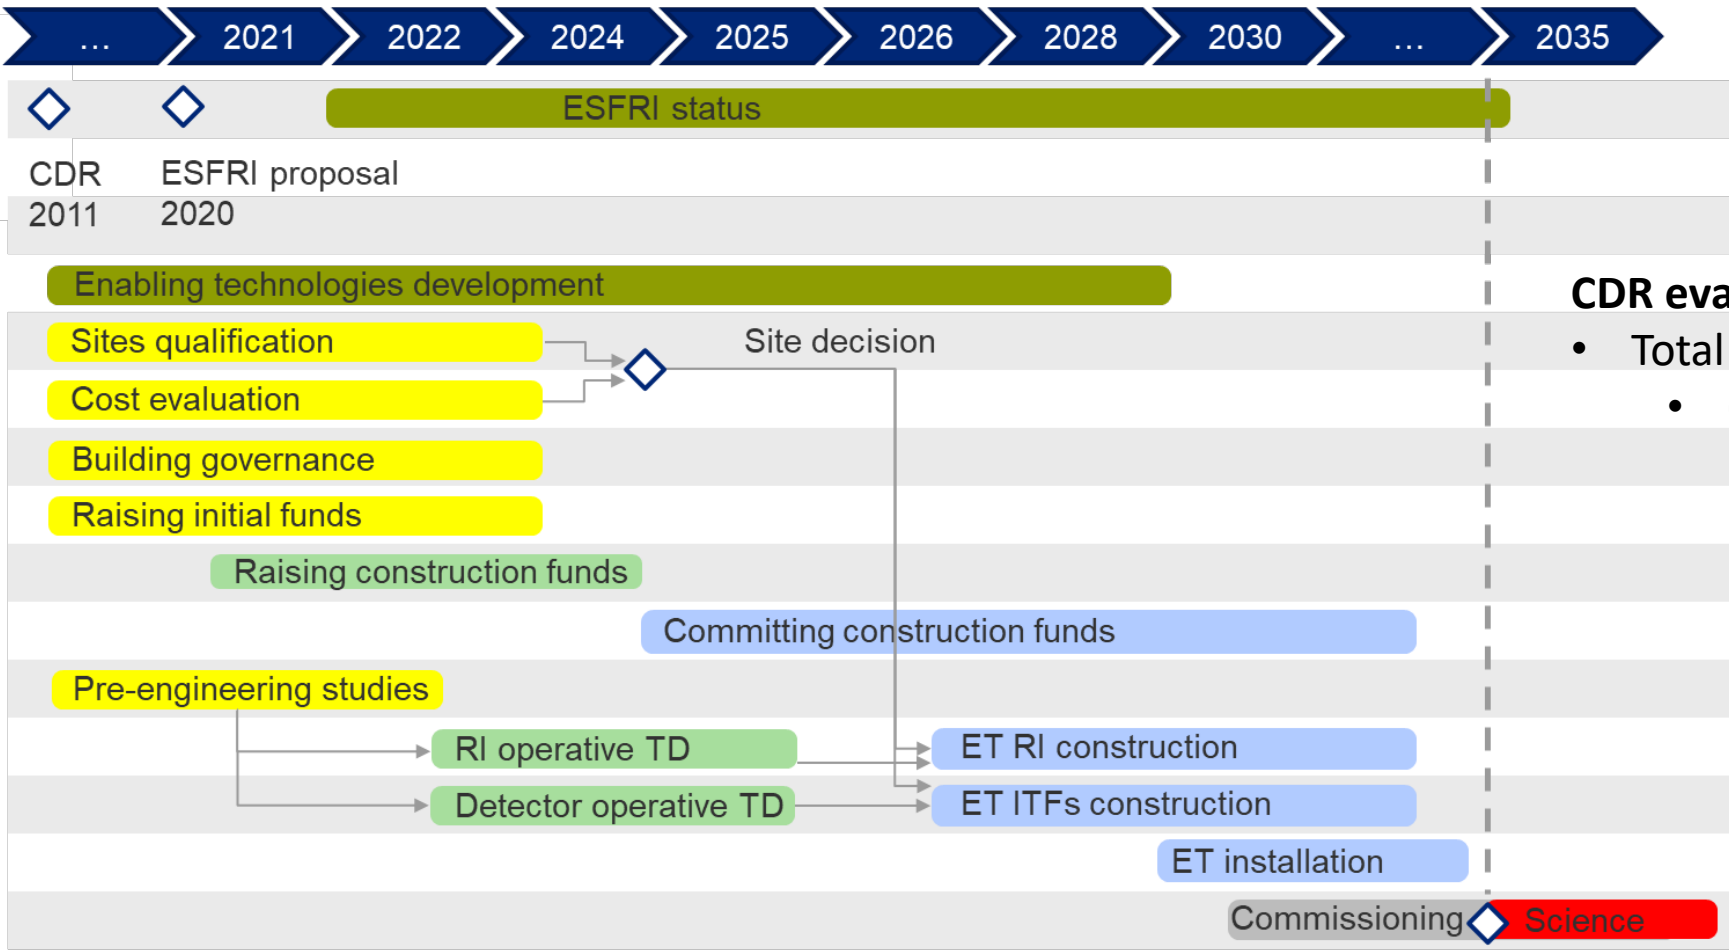 ... 2021 2022 2024 2025 2026 2028 2030 ... 2035
ESFRI status
CDR ESFRI proposal
2011 2020
Enabling technologies development
CDR eva
Sites qualification Site decision
• Total
Cost evaluation
•
Building governance
Raising initial funds
Raising construction funds
Committing construction funds
Pre-engineering studies
RI operative TD ET RI construction
Detector operative TD ET ITFs construction
ET installation
Commissioning Science